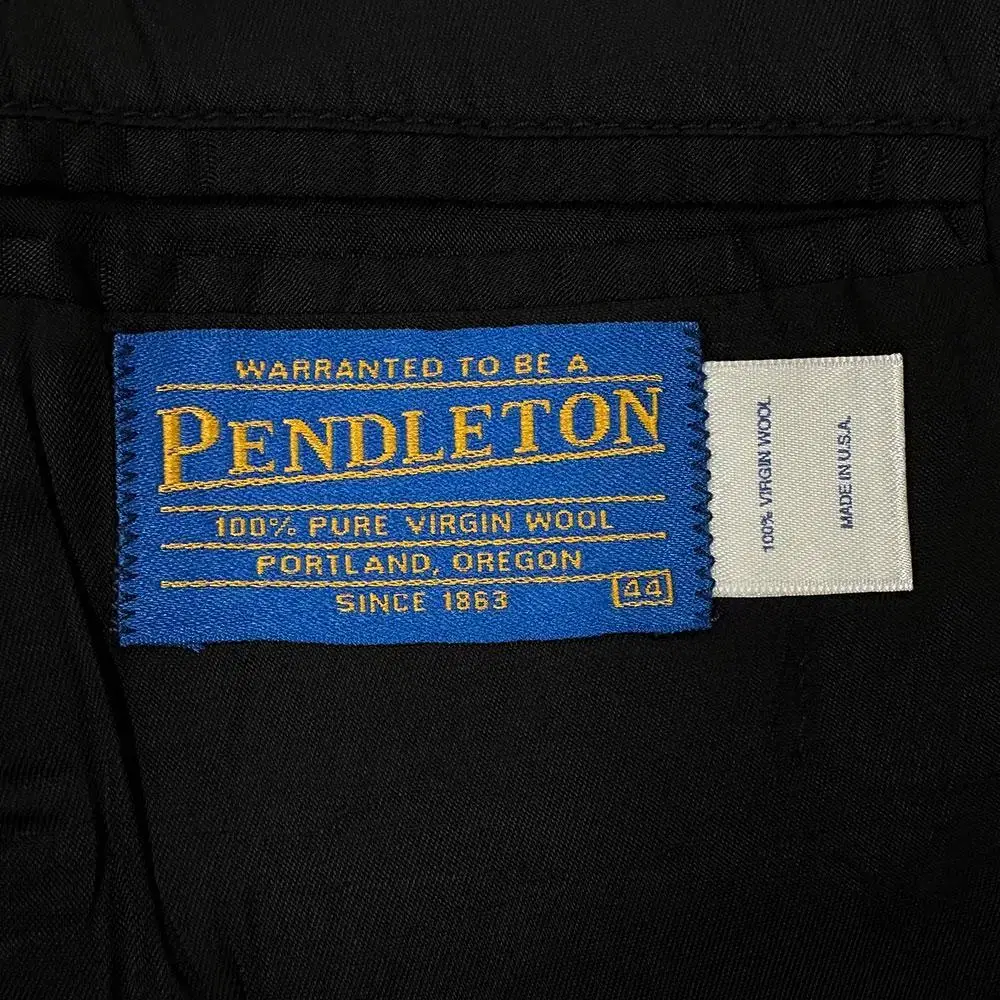 WARRANTED TO BE A
PENDLETON
100% PURE VIRGIN WOOL
PORTLAND, OREGON
SINCE 1863
44
100% VIRGIN WOOL
MADE IN U.S.A.